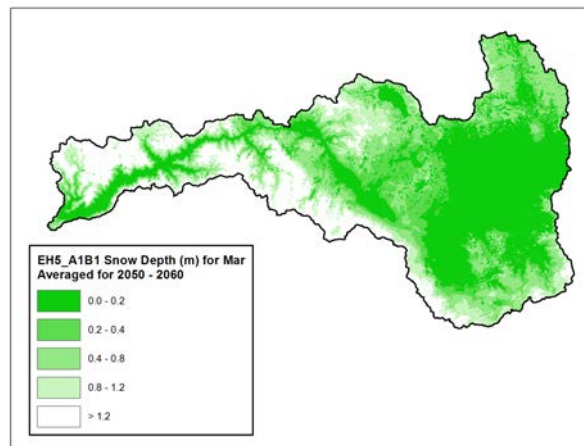 EH5_A1B1 Snow Depth (m) for Mar
Averaged for 2050 - 2060
0.0 - 0.2
0.2 - 0.4
0.4 - 0.8
0.8 - 1.2
> 1.2